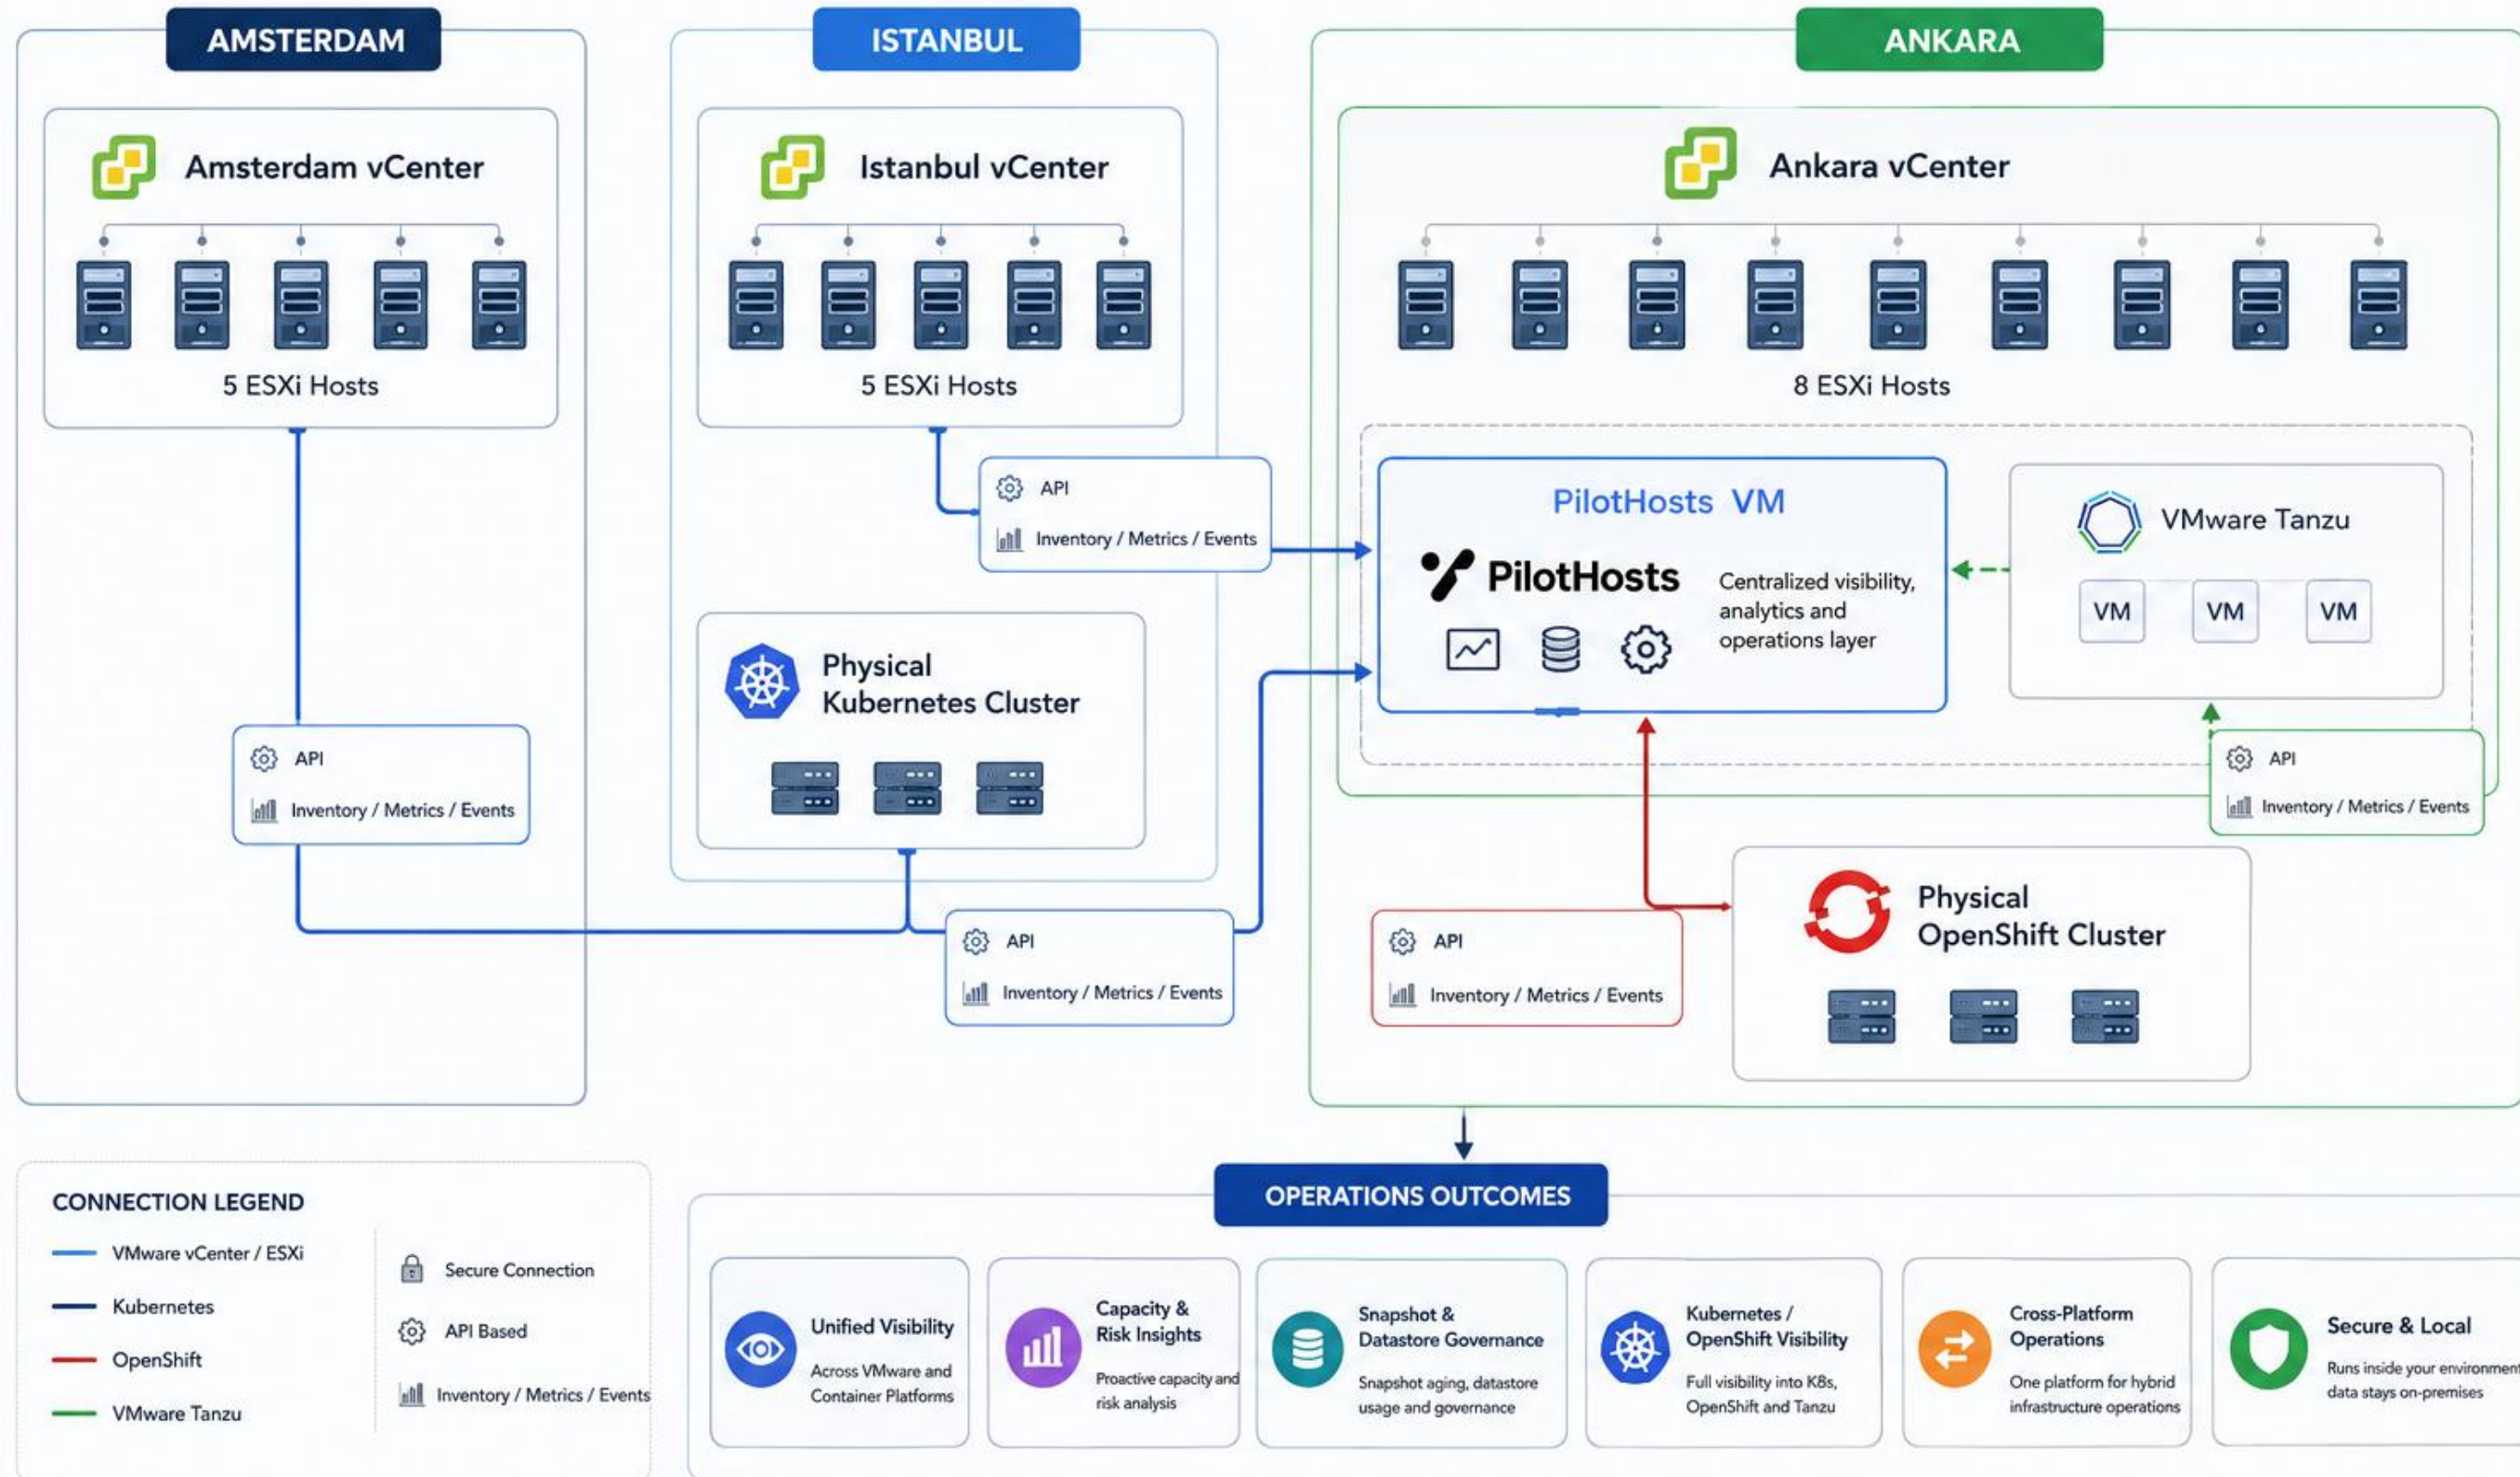 AMSTERDAM
Amsterdam vCenter
5 ESXi Hosts
API
Inventory / Metrics / Events
ISTANBUL
Istanbul vCenter
5 ESXi Hosts
API
Inventory / Metrics / Events
Physical
Kubernetes Cluster
API
Inventory / Metrics / Events
ANKARA
Ankara vCenter
8 ESXi Hosts
PilotHosts VM
PilotHosts
Centralized visibility,
analytics and
operations layer
VMware Tanzu
VM
VM
VM
API
Inventory / Metrics / Events
API
Inventory / Metrics / Events
Physical
OpenShift Cluster
CONNECTION LEGEND
VMware vCenter / ESXi
Kubernetes
OpenShift
VMware Tanzu
Secure Connection
API Based
Inventory / Metrics / Events
OPERATIONS OUTCOMES
Unified Visibility
Across VMware and
Container Platforms
Capacity &
Risk Insights
Proactive capacity and
risk analysis
Snapshot &
Datastore Governance
Snapshot aging, datastore
usage and governance
Kubernetes /
OpenShift Visibility
Full visibility into K8s,
OpenShift and Tanzu
Cross-Platform
Operations
One platform for hybrid
infrastructure operations
Secure & Local
Runs inside your environment
data stays on-premises